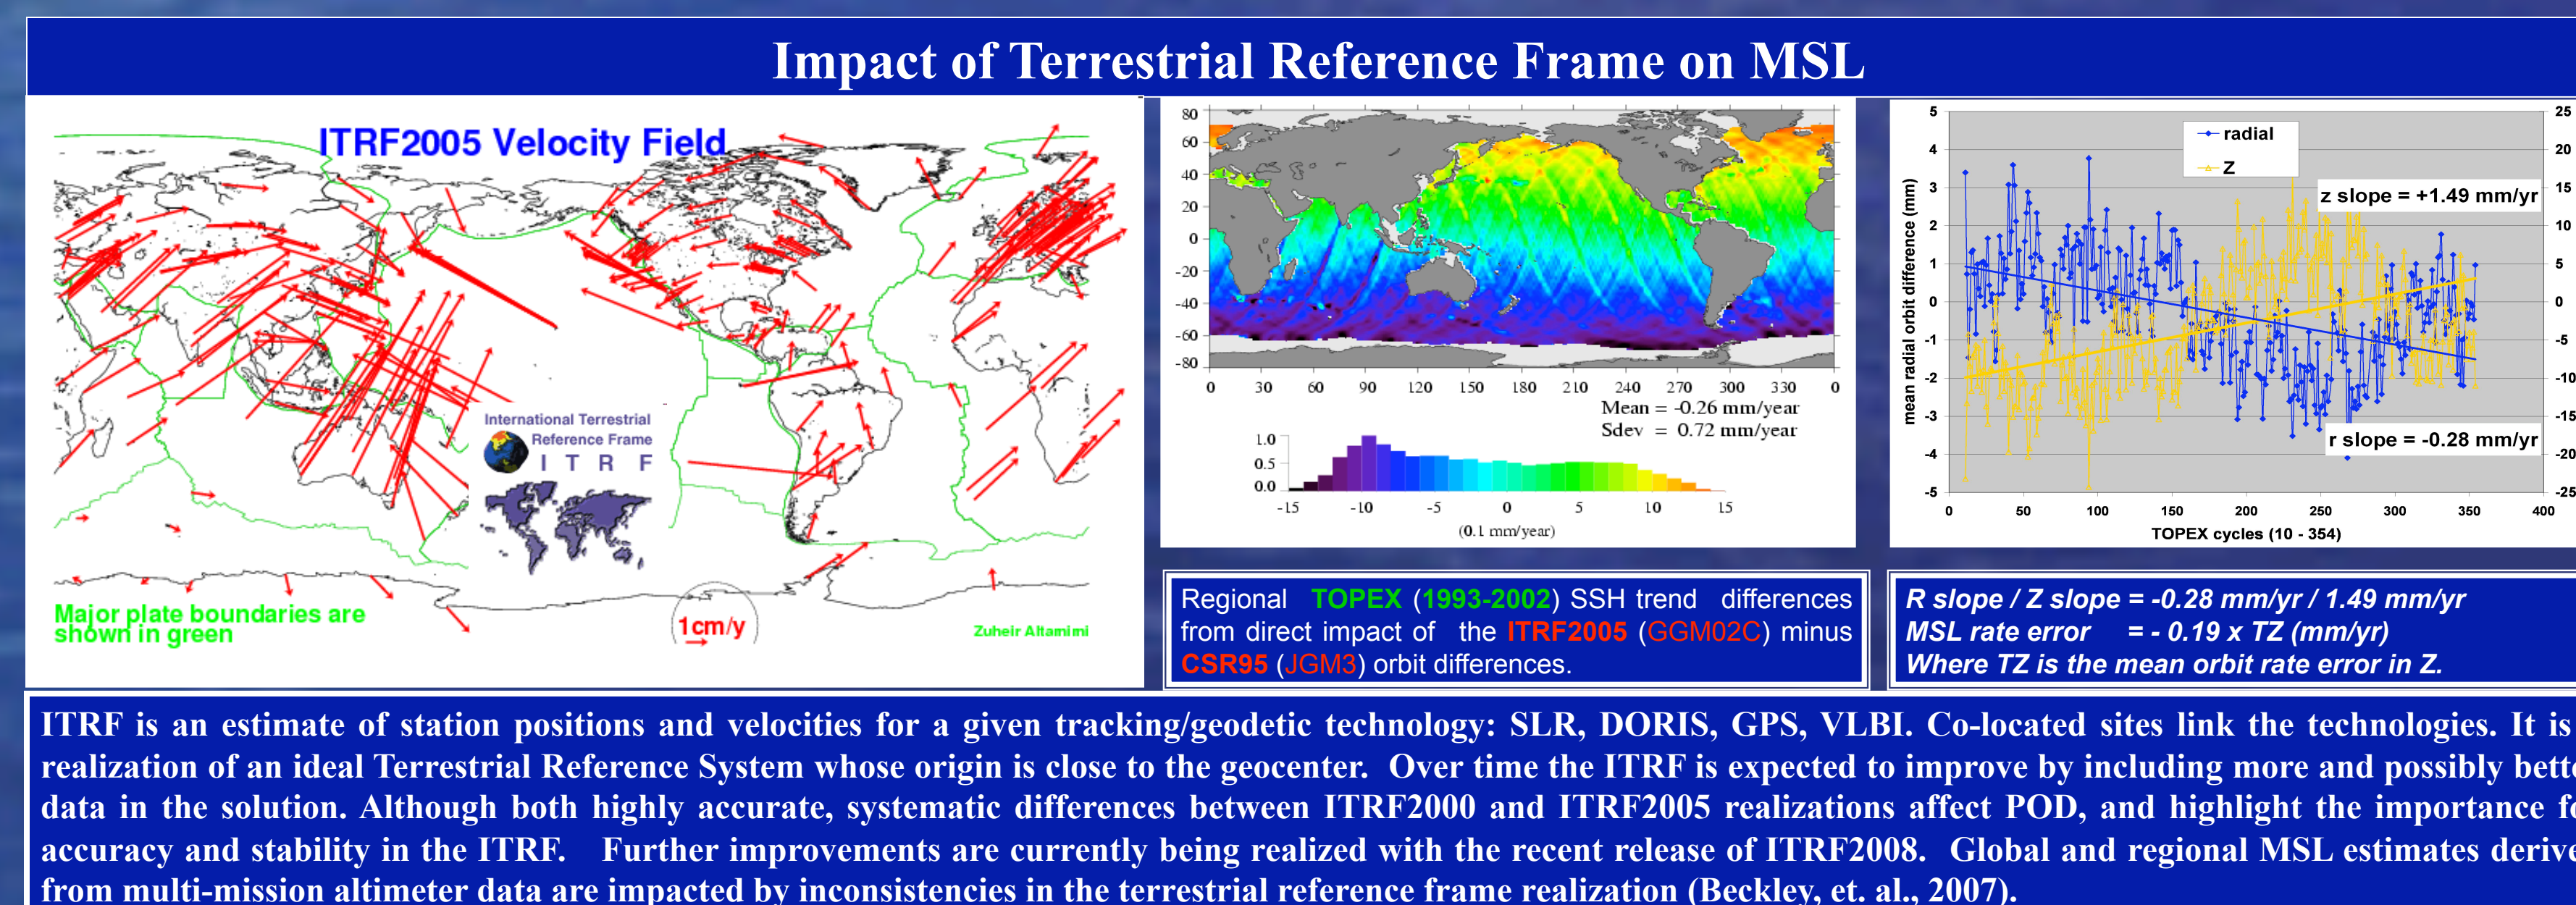 Impact of Terrestrial Reference Frame on MSL
ITRF2005 Velocity Field
International Terrestrial
Reference Frame
I T R F
Major plate boundaries are
shown in green
1cm/y
Zuheir Altamimi
80
60
40
20
0
-20
-40
-60
-80
0 30 60 90 120 150 180 210 240 270 300 330 0
Mean = -0.26 mm/year
Sdev = 0.72 mm/year
1.0
0.5
0.0
-15 -10 -5 0 5 10 15
(0.1 mm/year)
Regional TOPEX (1993-2002) SSH trend differences
from direct impact of the ITRF2005 (GGM02C) minus
CSR95 (JGM3) orbit differences.
mean radial orbit difference (mm)
5
4
3
2
1
0
-1
-2
-3
-4
-5
radial
Z
z slope = +1.49 mm/yr
r slope = -0.28 mm/yr
25
20
15
10
5
0
-5
-10
-15
-20
-25
0 50 100 150 200 250 300 350 400
TOPEX cycles (10 - 354)
R slope / Z slope = -0.28 mm/yr / 1.49 mm/yr
MSL rate error = - 0.19 x TZ (mm/yr)
Where TZ is the mean orbit rate error in Z.
ITRF is an estimate of station positions and velocities for a given tracking/geodetic technology: SLR, DORIS, GPS, VLBI. Co-located sites link the technologies. It is
realization of an ideal Terrestrial Reference System whose origin is close to the geocenter. Over time the ITRF is expected to improve by including more and possibly bette
data in the solution. Although both highly accurate, systematic differences between ITRF2000 and ITRF2005 realizations affect POD, and highlight the importance fo
accuracy and stability in the ITRF. Further improvements are currently being realized with the recent release of ITRF2008. Global and regional MSL estimates derive
from multi-mission altimeter data are impacted by inconsistencies in the terrestrial reference frame realization (Beckley, et. al., 2007).